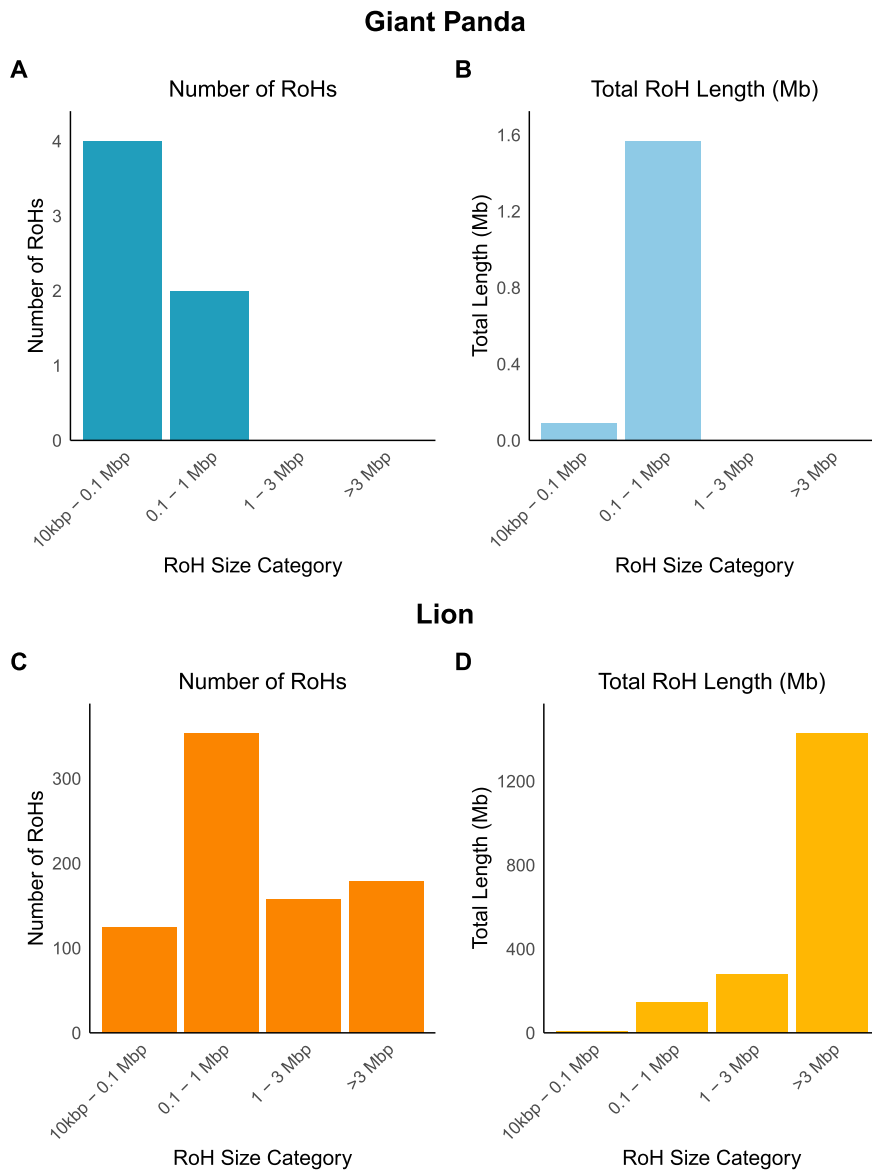 Giant Panda
A
Number of RoHs
Number of RoHs
4
3
2
1
0
10kbp − 0.1 Mbp
0.1 − 1 Mbp
1 − 3 Mbp
>3 Mbp
RoH Size Category
B
Total RoH Length (Mb)
Total Length (Mb)
1.6
1.2
0.8
0.4
0.0
10kbp − 0.1 Mbp
0.1 − 1 Mbp
1 − 3 Mbp
>3 Mbp
RoH Size Category
Lion
C
Number of RoHs
Number of RoHs
300
200
100
0
10kbp − 0.1 Mbp
0.1 − 1 Mbp
1 − 3 Mbp
>3 Mbp
RoH Size Category
D
Total RoH Length (Mb)
Total Length (Mb)
1200
800
400
0
10kbp − 0.1 Mbp
0.1 − 1 Mbp
1 − 3 Mbp
>3 Mbp
RoH Size Category